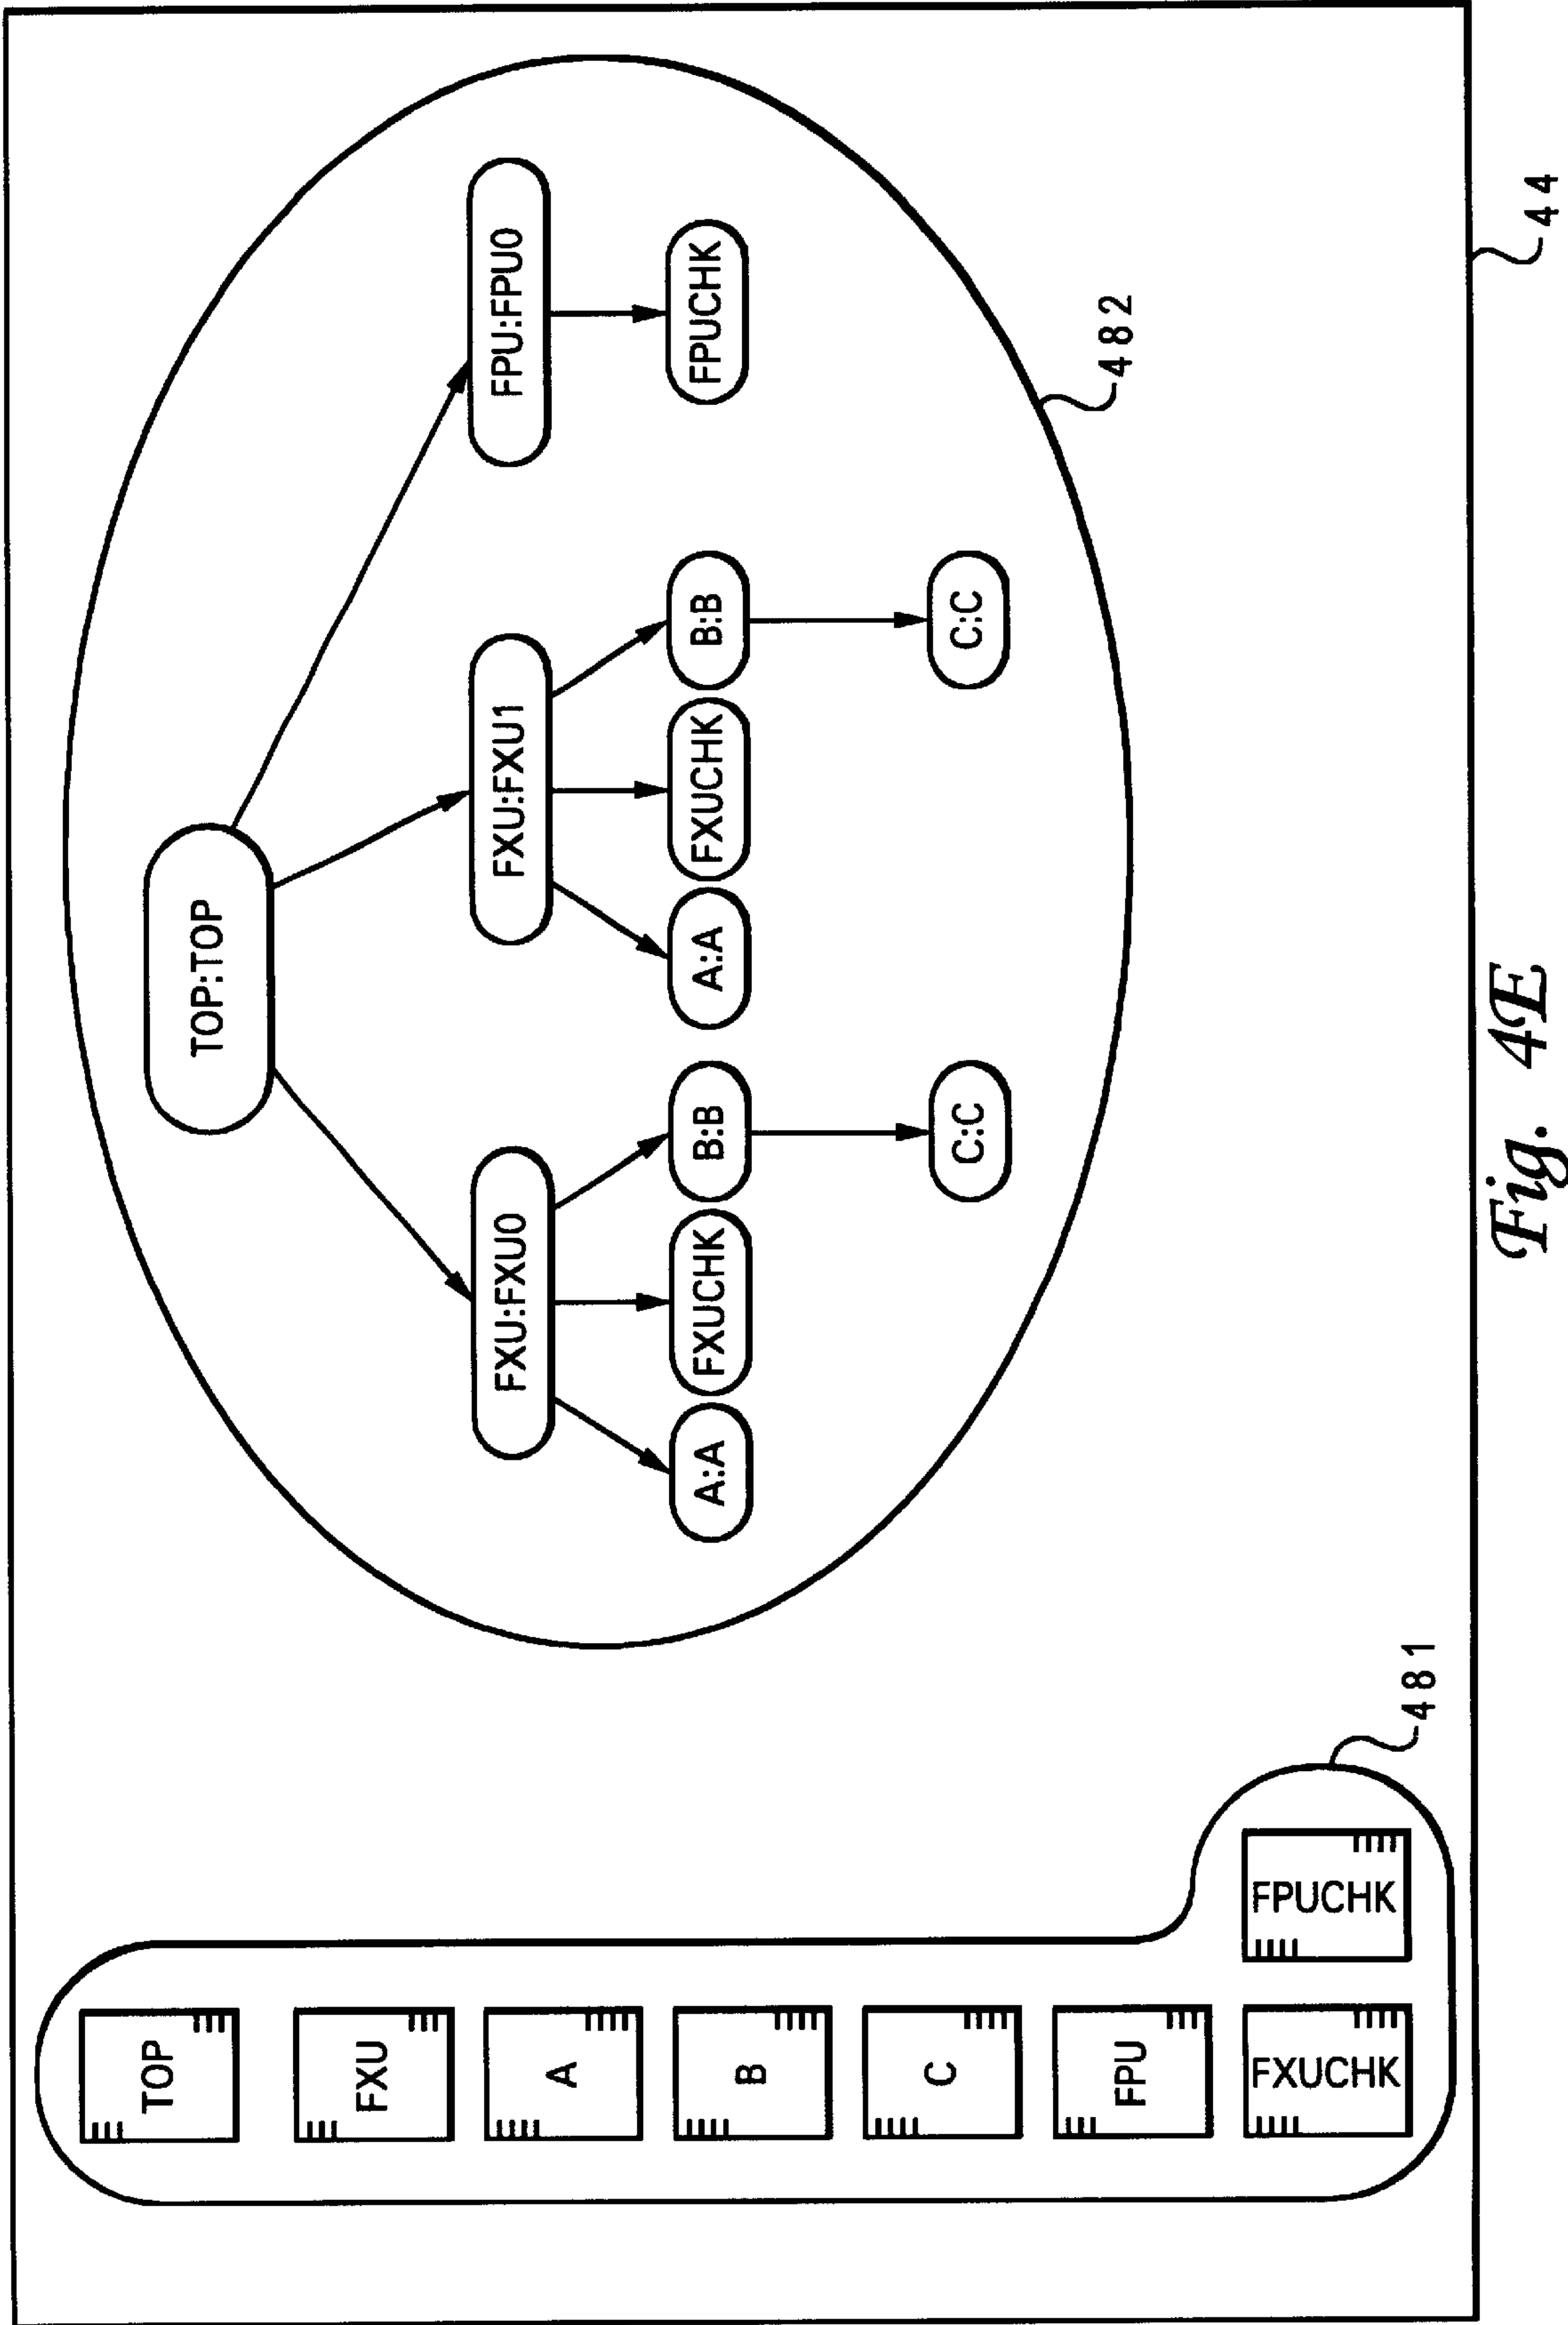 TOP
FXU
A
B
C
FPU
FXUCHK
FPUCHK
481
TOP:TOP
FXU:FXU0
FXU:FXU1
FPU:FPU0
A:A
FXUCHK
B:B
A:A
FXUCHK
B:B
FPUCHK
C:C
C:C
482
44
Fig. 4E